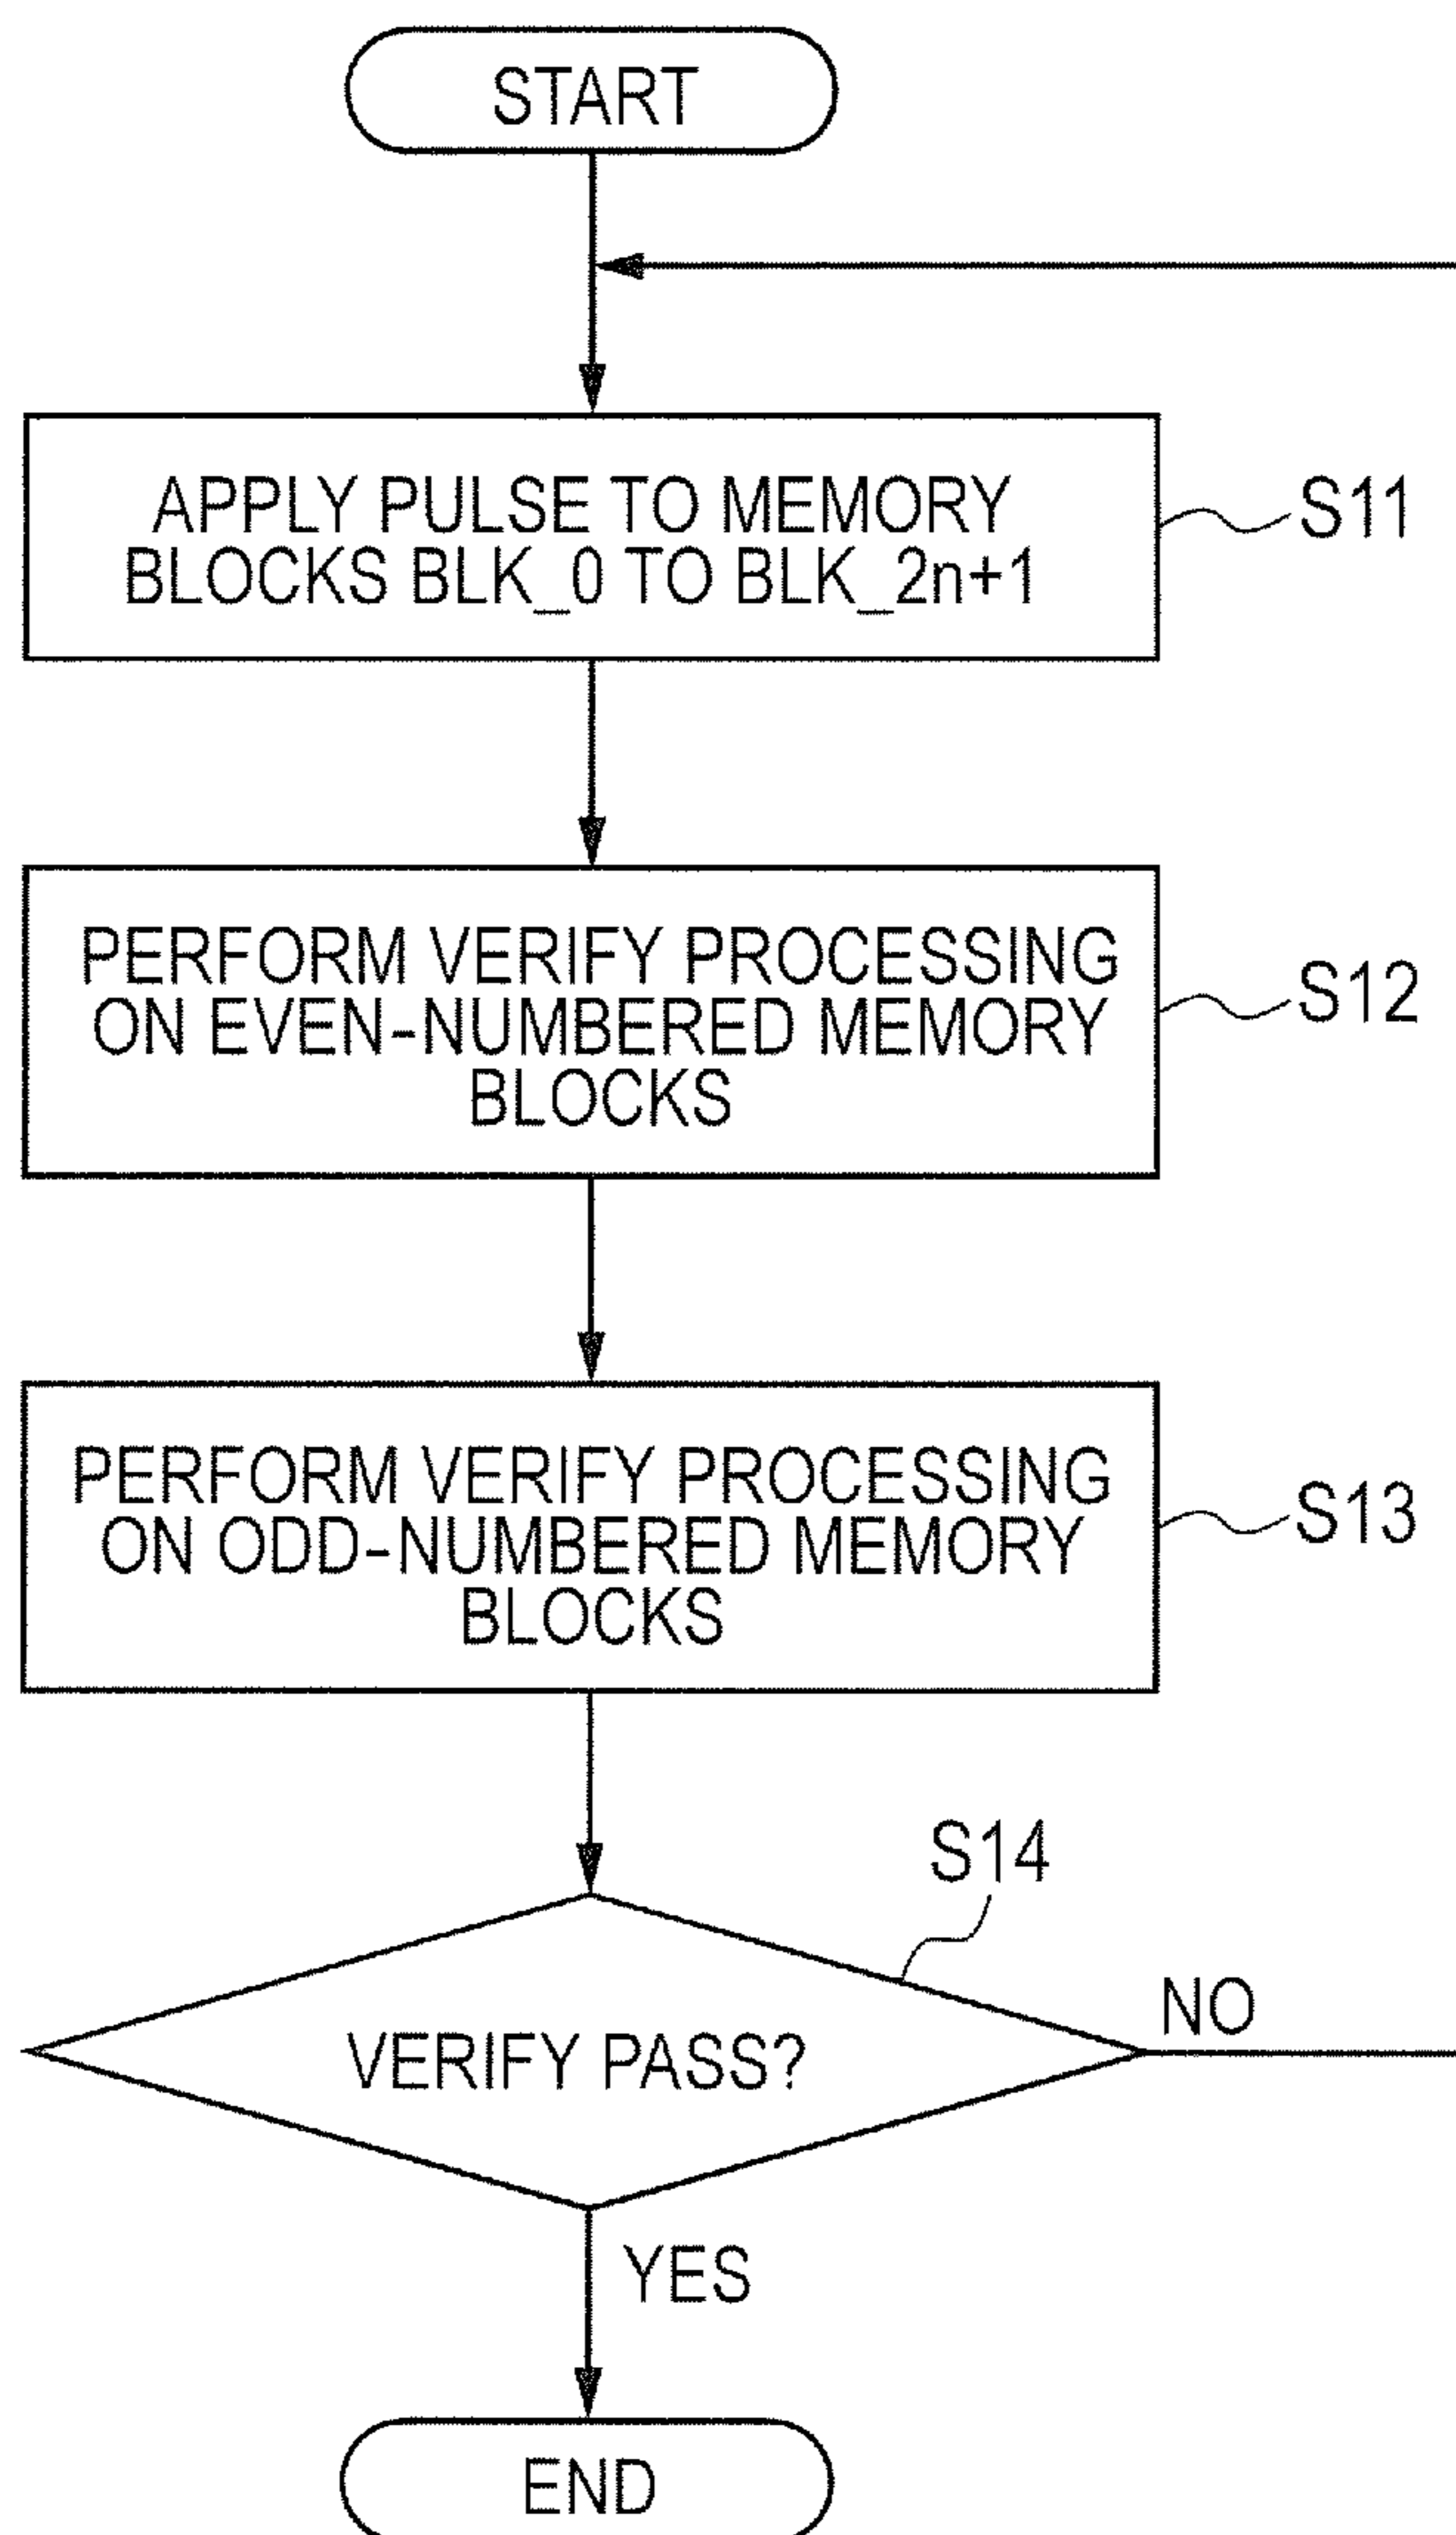 START
APPLY PULSE TO MEMORY
BLOCKS BLK_0 TO BLK_2n+1
S11
PERFORM VERIFY PROCESSING
ON EVEN-NUMBERED MEMORY
BLOCKS
S12
PERFORM VERIFY PROCESSING
ON ODD-NUMBERED MEMORY
BLOCKS
S13
S14
VERIFY PASS?
NO
YES
END